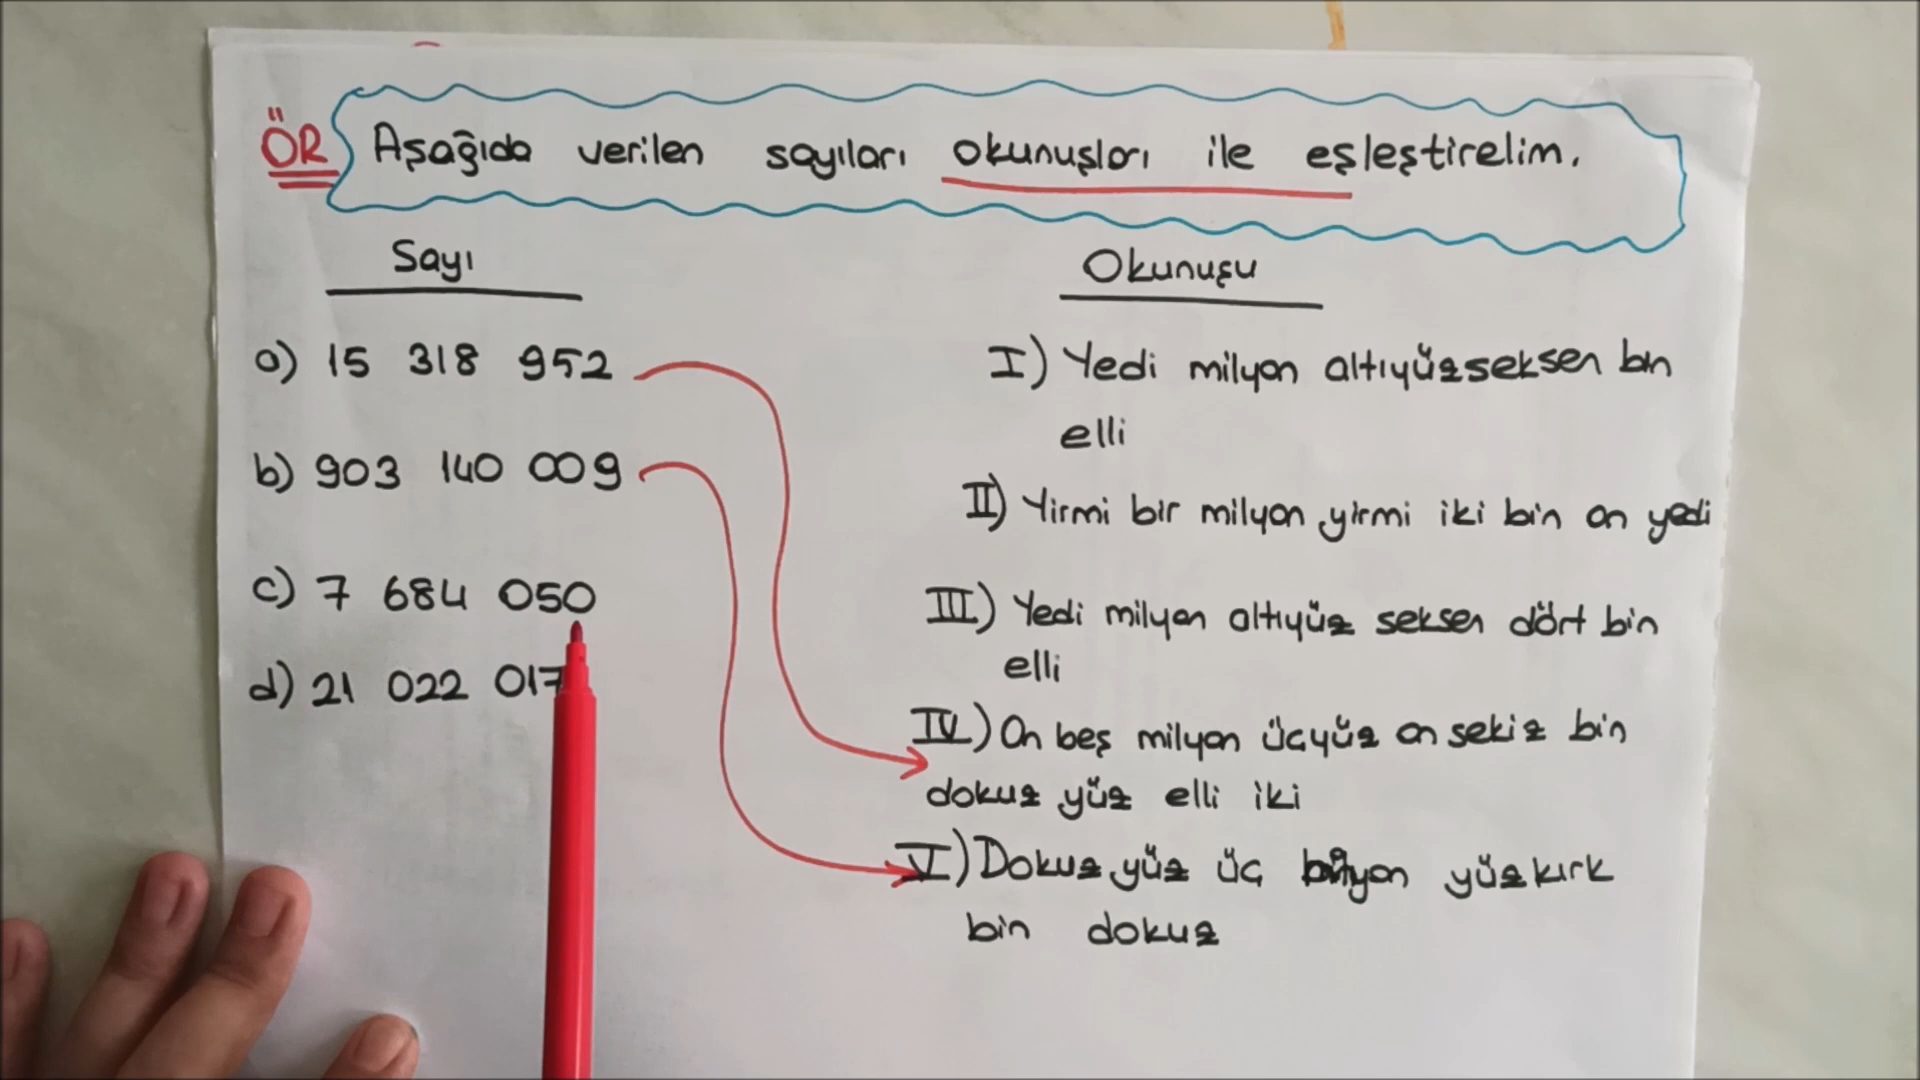 ÖR Aşağıda verilen sayıları okunuşları ile eşleştirelim.
Sayı
Okunuşu
a) 15 318 952
b) 903 140 009
c) 7 684 050
d) 21 022 017
I) Yedi milyon altıyüzseksen bin
elli
II) Yirmi bir milyon yirmi iki bin on yedi
III) Yedi milyon altıyüz seksen dört bin
elli
IV) On beş milyon üçyüz on sekiz bin
dokuz yüz elli iki
V) Dokuz yüz üç milyon yüz kırk
bin dokuz